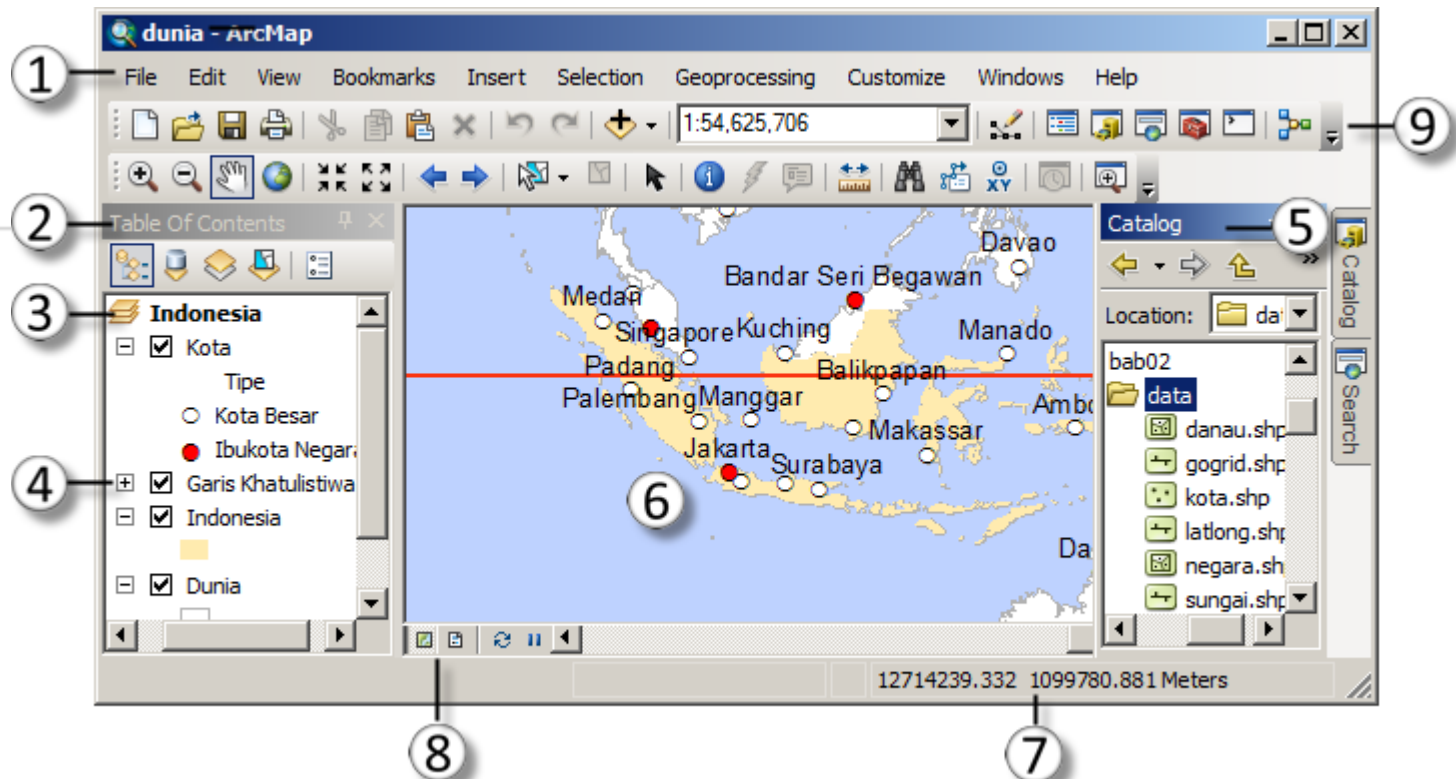 dunia - ArcMap
1
File Edit View Bookmarks Insert Selection Geoprocessing Customize Windows Help
1:54,625,706
9
2
Table Of Contents
3
Indonesia
Kota
Tipe
Kota Besar
Ibukota Negara
4
Garis Khatulistiwa
Indonesia
Dunia
Davao
Bandar Seri Begawan
Medan
Singapore
Kuching
Manado
Padang
Balikpapan
Palembang
Manggar
Ambo
Makassar
Jakarta
Surabaya
6
Da
Catalog
5
Location: da
bab02
data
danau.shp
gogrid.shp
kota.shp
latlong.shp
negara.sh
sungai.shp
Catalog
Search
XY
12714239.332 1099780.881 Meters
8
7